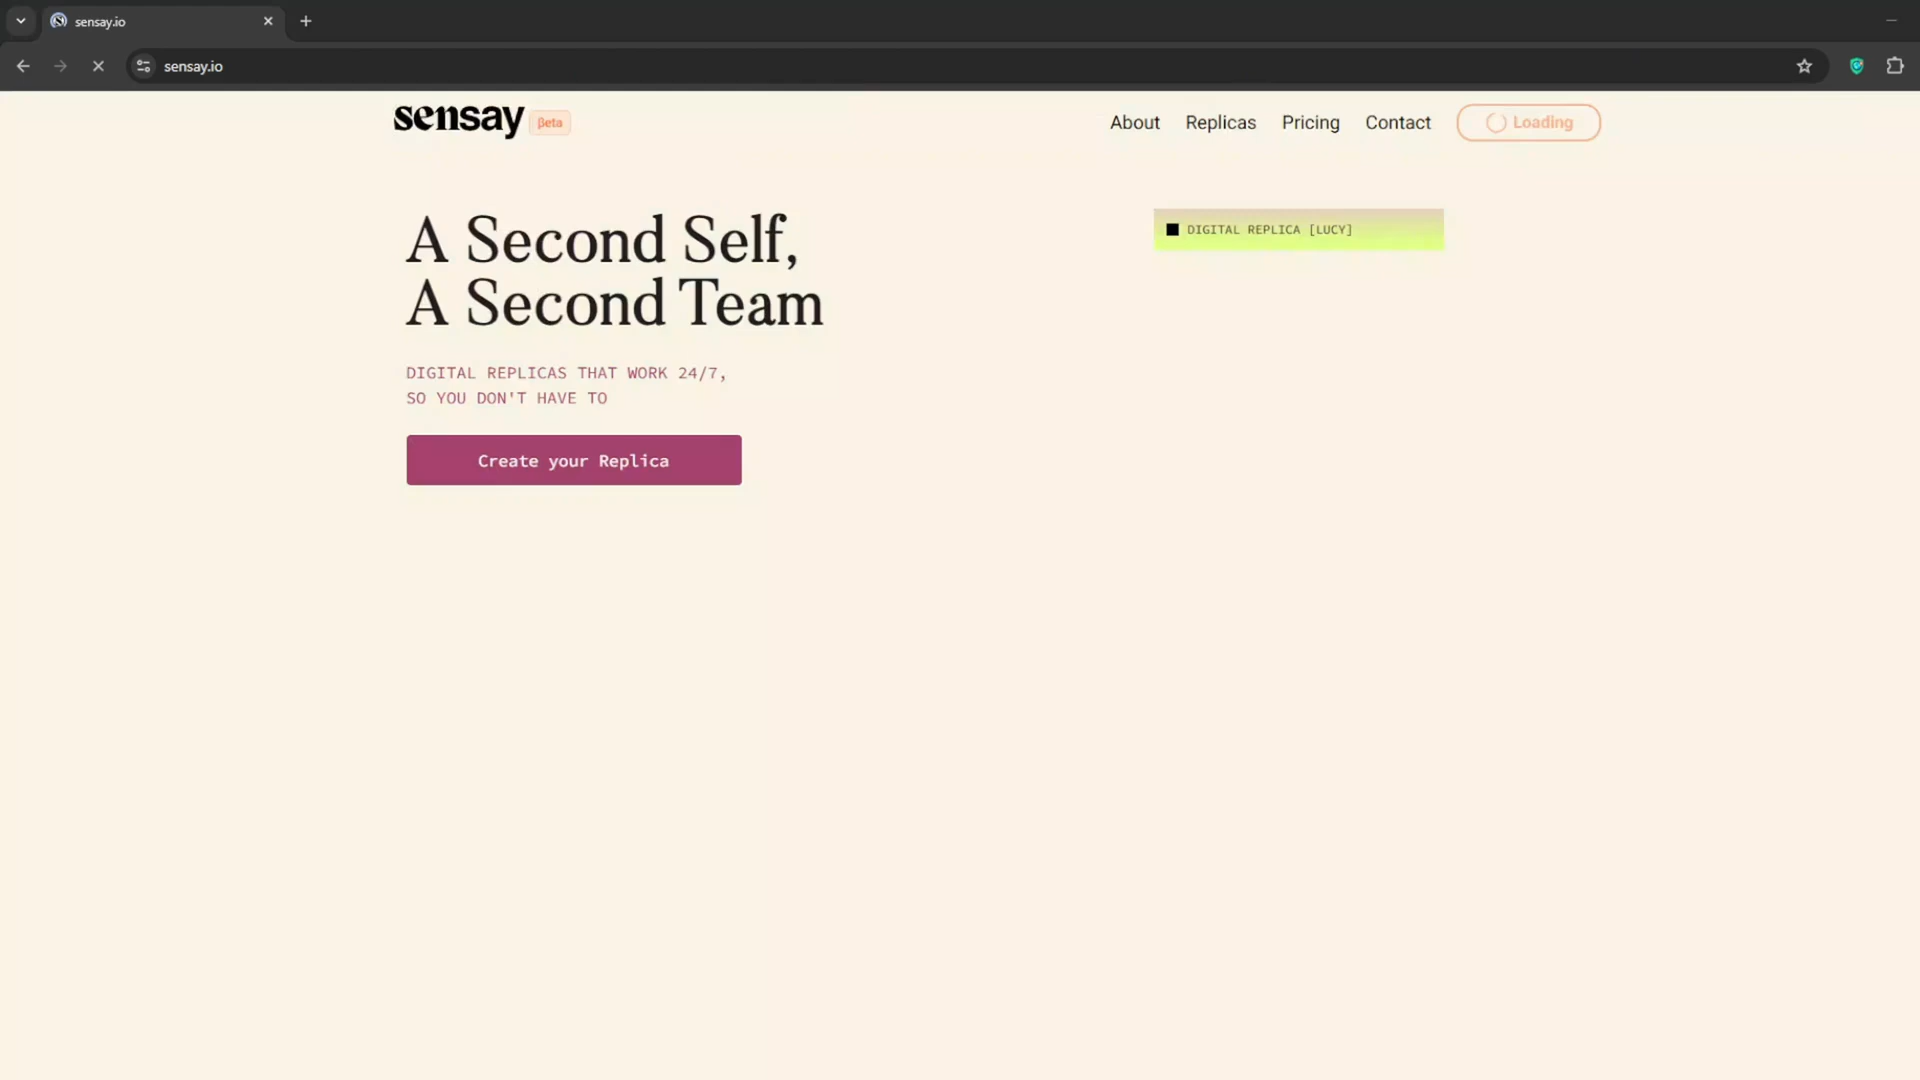 sensay.io
sensay.io
sensay βeta
About Replicas Pricing Contact Loading
A Second Self,
A Second Team
DIGITAL REPLICAS THAT WORK 24/7,
SO YOU DON'T HAVE TO
Create your Replica
DIGITAL REPLICA [LUCY]